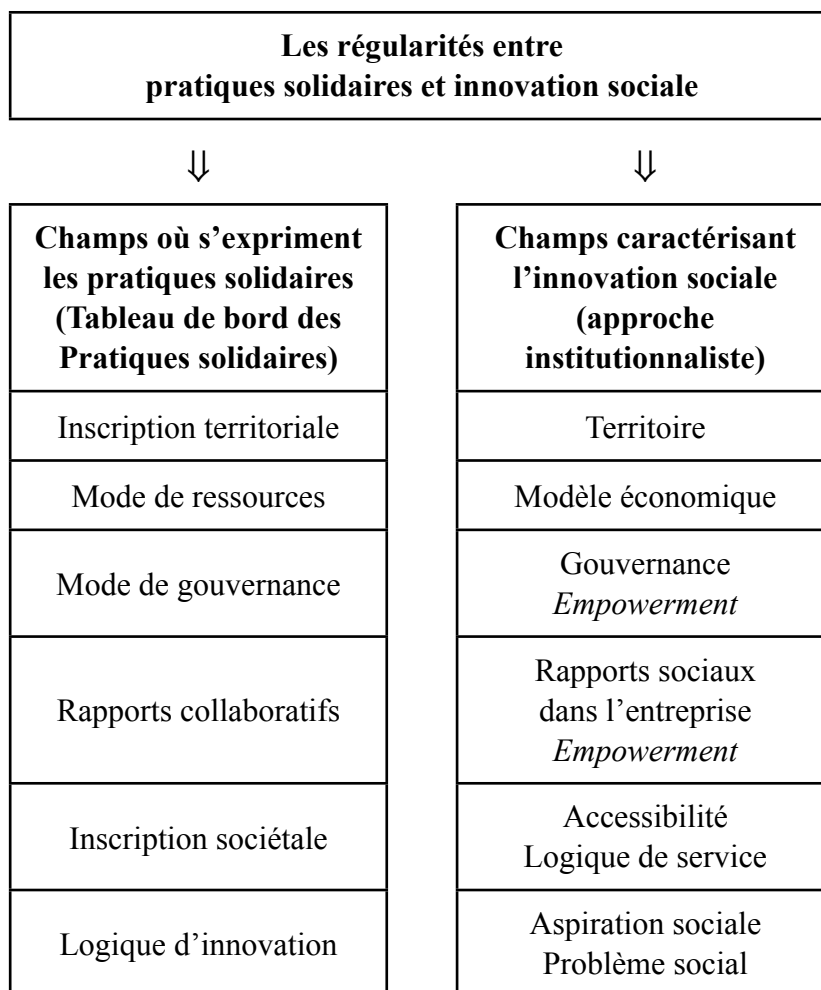 Les régularités entre
pratiques solidaires et innovation sociale
⇓ ⇓
Champs où s’expriment
les pratiques solidaires
(Tableau de bord des
Pratiques solidaires)
Champs caractérisant
l’innovation sociale
(approche
institutionnaliste)
Inscription territoriale
Territoire
Mode de ressources
Modèle économique
Mode de gouvernance
Gouvernance
Empowerment
Rapports collaboratifs
Rapports sociaux
dans l’entreprise
Empowerment
Inscription sociétale
Accessibilité
Logique de service
Logique d’innovation
Aspiration sociale
Problème social